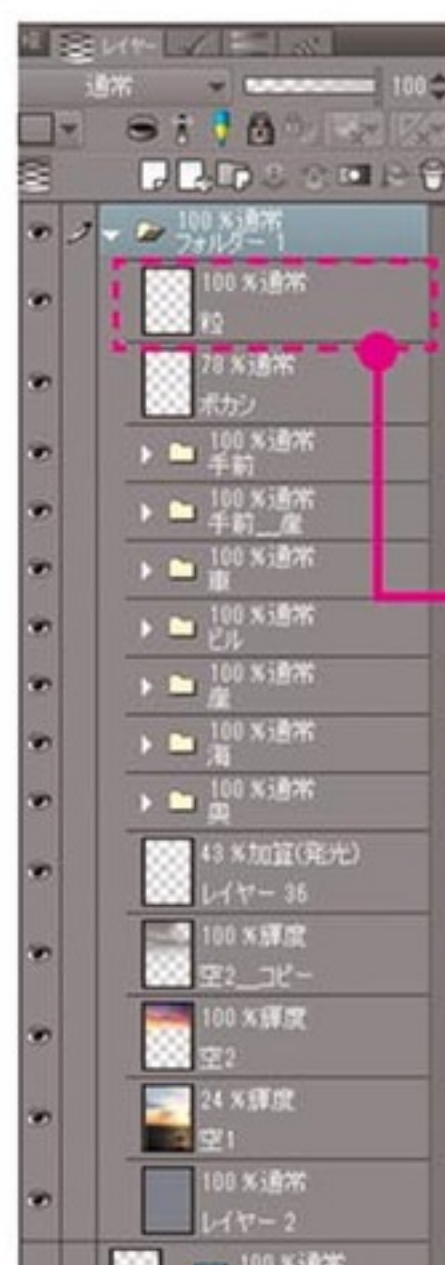 レイヤー
通常 100
100 %通常
フォルダー 1
100 %通常
粒
78 %通常
ボカシ
100 %通常
手前
100 %通常
手前__崖
100 %通常
車
100 %通常
ビル
100 %通常
崖
100 %通常
海
100 %通常
奥
43 %加算(発光)
レイヤー 36
100 %輝度
空2__コピー
100 %輝度
空2
24 %輝度
空1
100 %通常
レイヤー 2
100 %通常